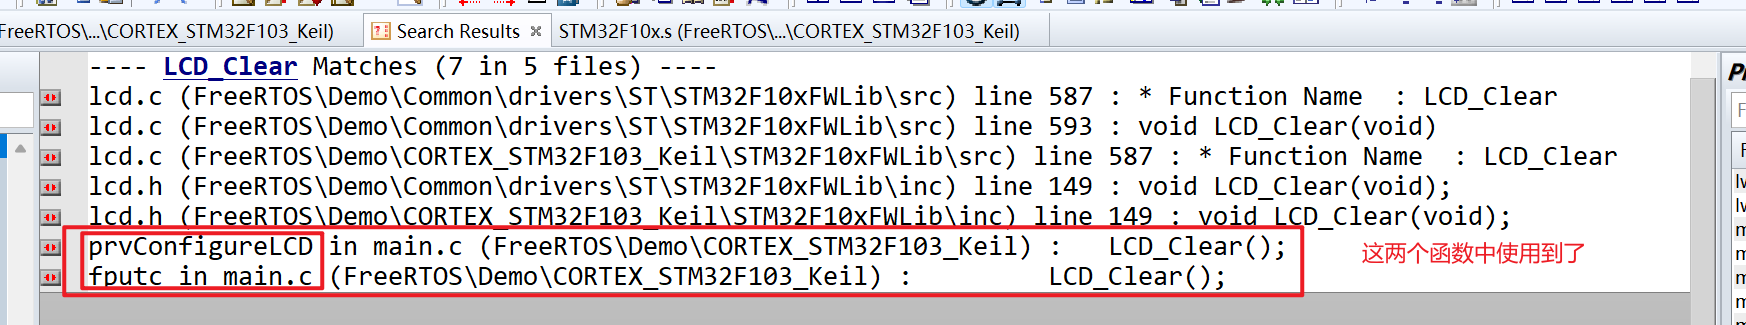 FreeRTOS\...\CORTEX_STM32F103_Keil)
Search Results
STM32F10x.s (FreeRTOS\...\CORTEX_STM32F103_Keil)
---- LCD_Clear Matches (7 in 5 files) ----
lcd.c (FreeRTOS\Demo\Common\drivers\ST\STM32F10xFWLib\src) line 587 : * Function Name  : LCD_Clear
lcd.c (FreeRTOS\Demo\Common\drivers\ST\STM32F10xFWLib\src) line 593 : void LCD_Clear(void)
lcd.c (FreeRTOS\Demo\CORTEX_STM32F103_Keil\STM32F10xFWLib\src) line 587 : * Function Name  : LCD_Clear
lcd.h (FreeRTOS\Demo\Common\drivers\ST\STM32F10xFWLib\inc) line 149 : void LCD_Clear(void);
lcd.h (FreeRTOS\Demo\CORTEX_STM32F103_Keil\STM32F10xFWLib\inc) line 149 : void LCD_Clear(void);
prvConfigureLCD in main.c (FreeRTOS\Demo\CORTEX_STM32F103_Keil) :   LCD_Clear();
这两个函数中使用到了
fputc in main.c (FreeRTOS\Demo\CORTEX_STM32F103_Keil) :         LCD_Clear();